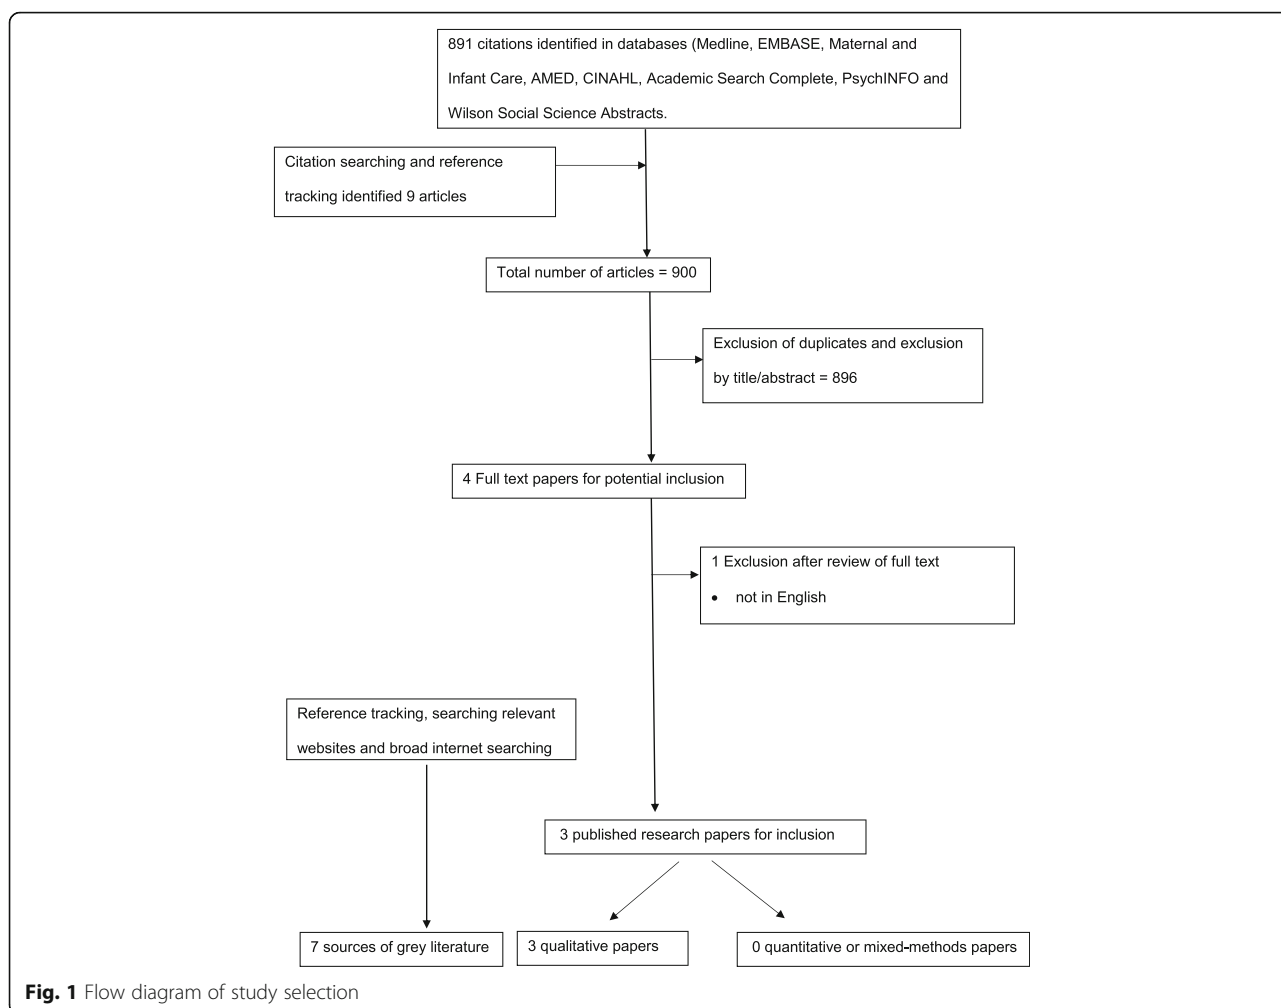 891 citations identified in databases (Medline, EMBASE, Maternal and
Infant Care, AMED, CINAHL, Academic Search Complete, PsychINFO and
Wilson Social Science Abstracts.
Citation searching and reference
tracking identified 9 articles
Total number of articles = 900
Exclusion of duplicates and exclusion
by title/abstract = 896
4 Full text papers for potential inclusion
1 Exclusion after review of full text
• not in English
Reference tracking, searching relevant
websites and broad internet searching
3 published research papers for inclusion
7 sources of grey literature
3 qualitative papers
0 quantitative or mixed-methods papers
Fig. 1 Flow diagram of study selection